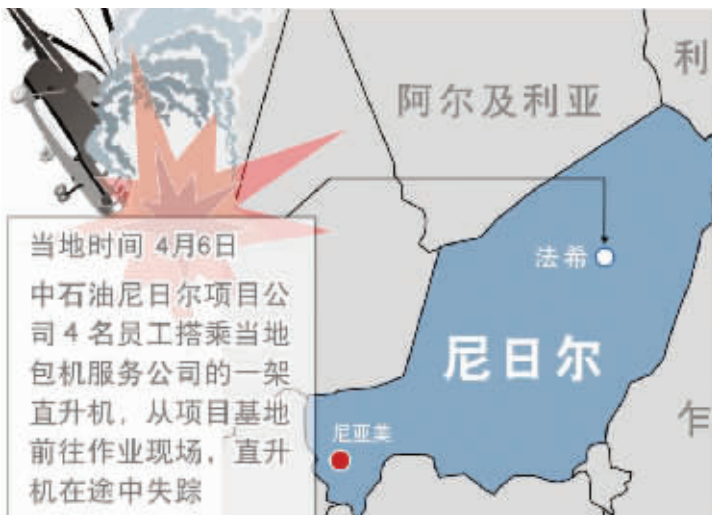 利
阿尔及利亚
当地时间 4月6日
中石油尼日尔项目公
司4名员工搭乘当地
包机服务公司的一架
直升机，从项目基地
前往作业现场，直升
机在途中失踪
法希
尼日尔
尼亚美
乍